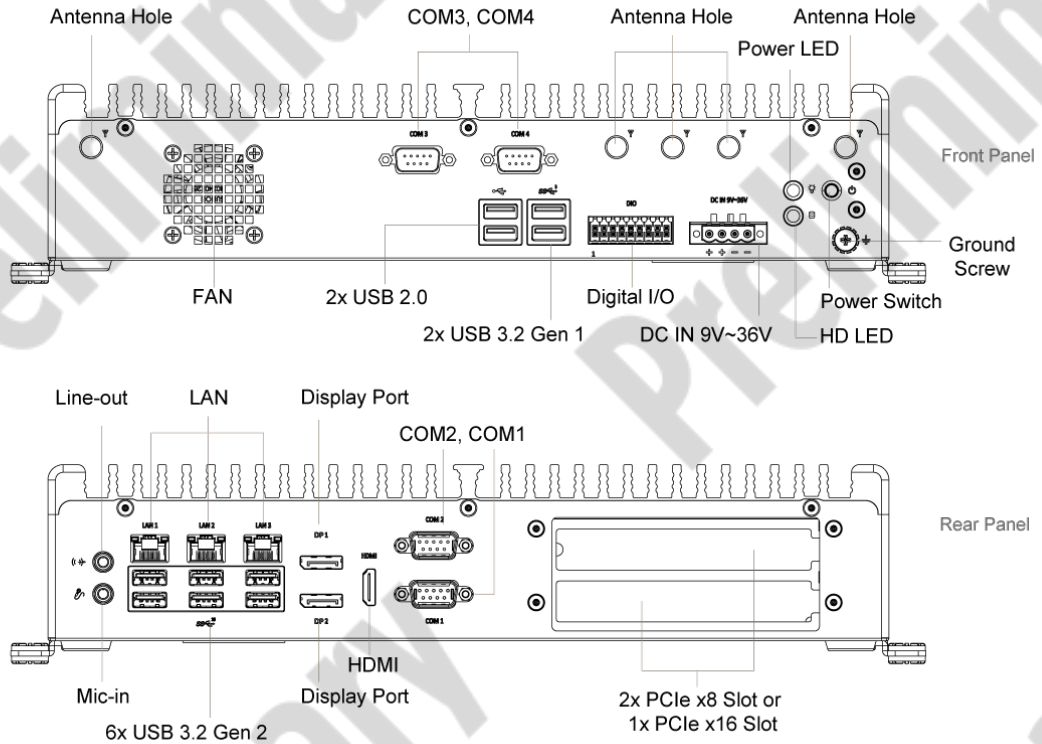 Antenna Hole
COM3, COM4
Antenna Hole
Antenna Hole
Power LED
COM 3
COM 4
Front Panel
DIO
DC IN 9V~36V
1
+ + − −
Ground
Screw
FAN
2x USB 2.0
Digital I/O
Power Switch
2x USB 3.2 Gen 1
DC IN 9V~36V
HD LED
Line-out
LAN
Display Port
COM2, COM1
LAN 1
LAN 2
LAN 3
DP 1
HDMI
COM 2
Rear Panel
DP 2
COM 1
HDMI
Mic-in
Display Port
2x PCIe x8 Slot or
1x PCIe x16 Slot
6x USB 3.2 Gen 2